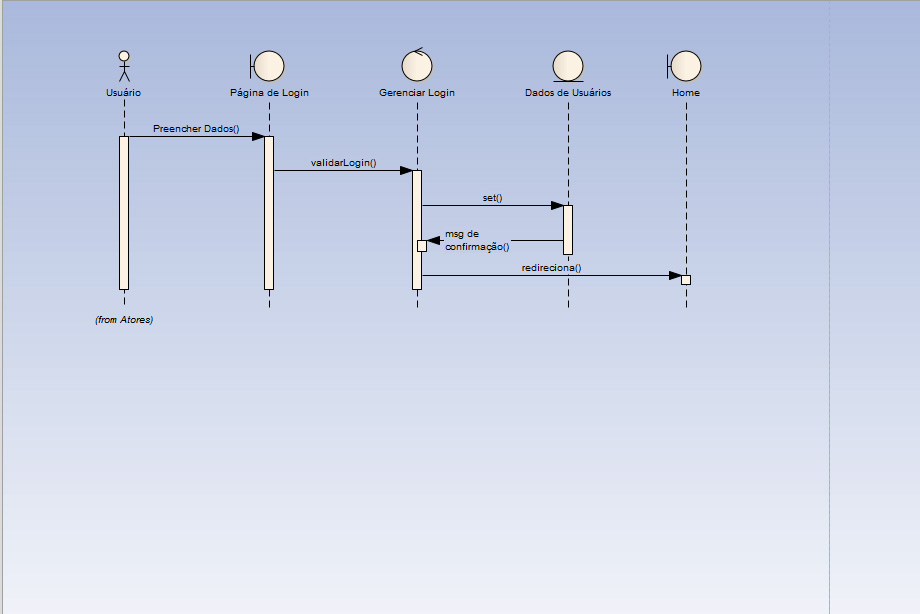 Usuário
Página de Login
Gerenciar Login
Dados de Usuários
Home
Preencher Dados()
validarLogin()
set()
msg de
confirmação()
redireciona()
(from Atores)